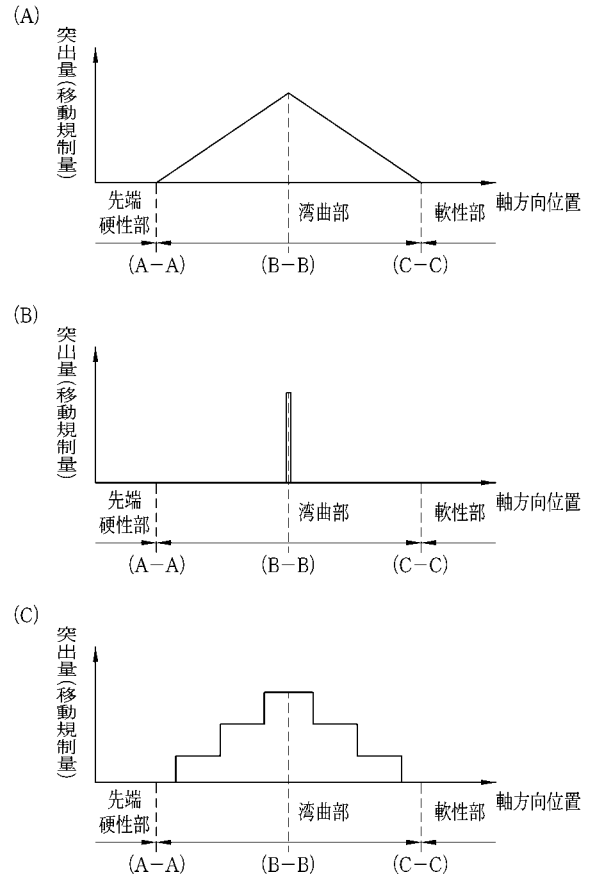 (A)
突出量(移動規制量)
軸方向位置
先端
硬性部
湾曲部
軟性部
(A-A)
(B-B)
(C-C)
(B)
突出量(移動規制量)
軸方向位置
先端
硬性部
湾曲部
軟性部
(A-A)
(B-B)
(C-C)
(C)
突出量(移動規制量)
軸方向位置
先端
硬性部
湾曲部
軟性部
(A-A)
(B-B)
(C-C)